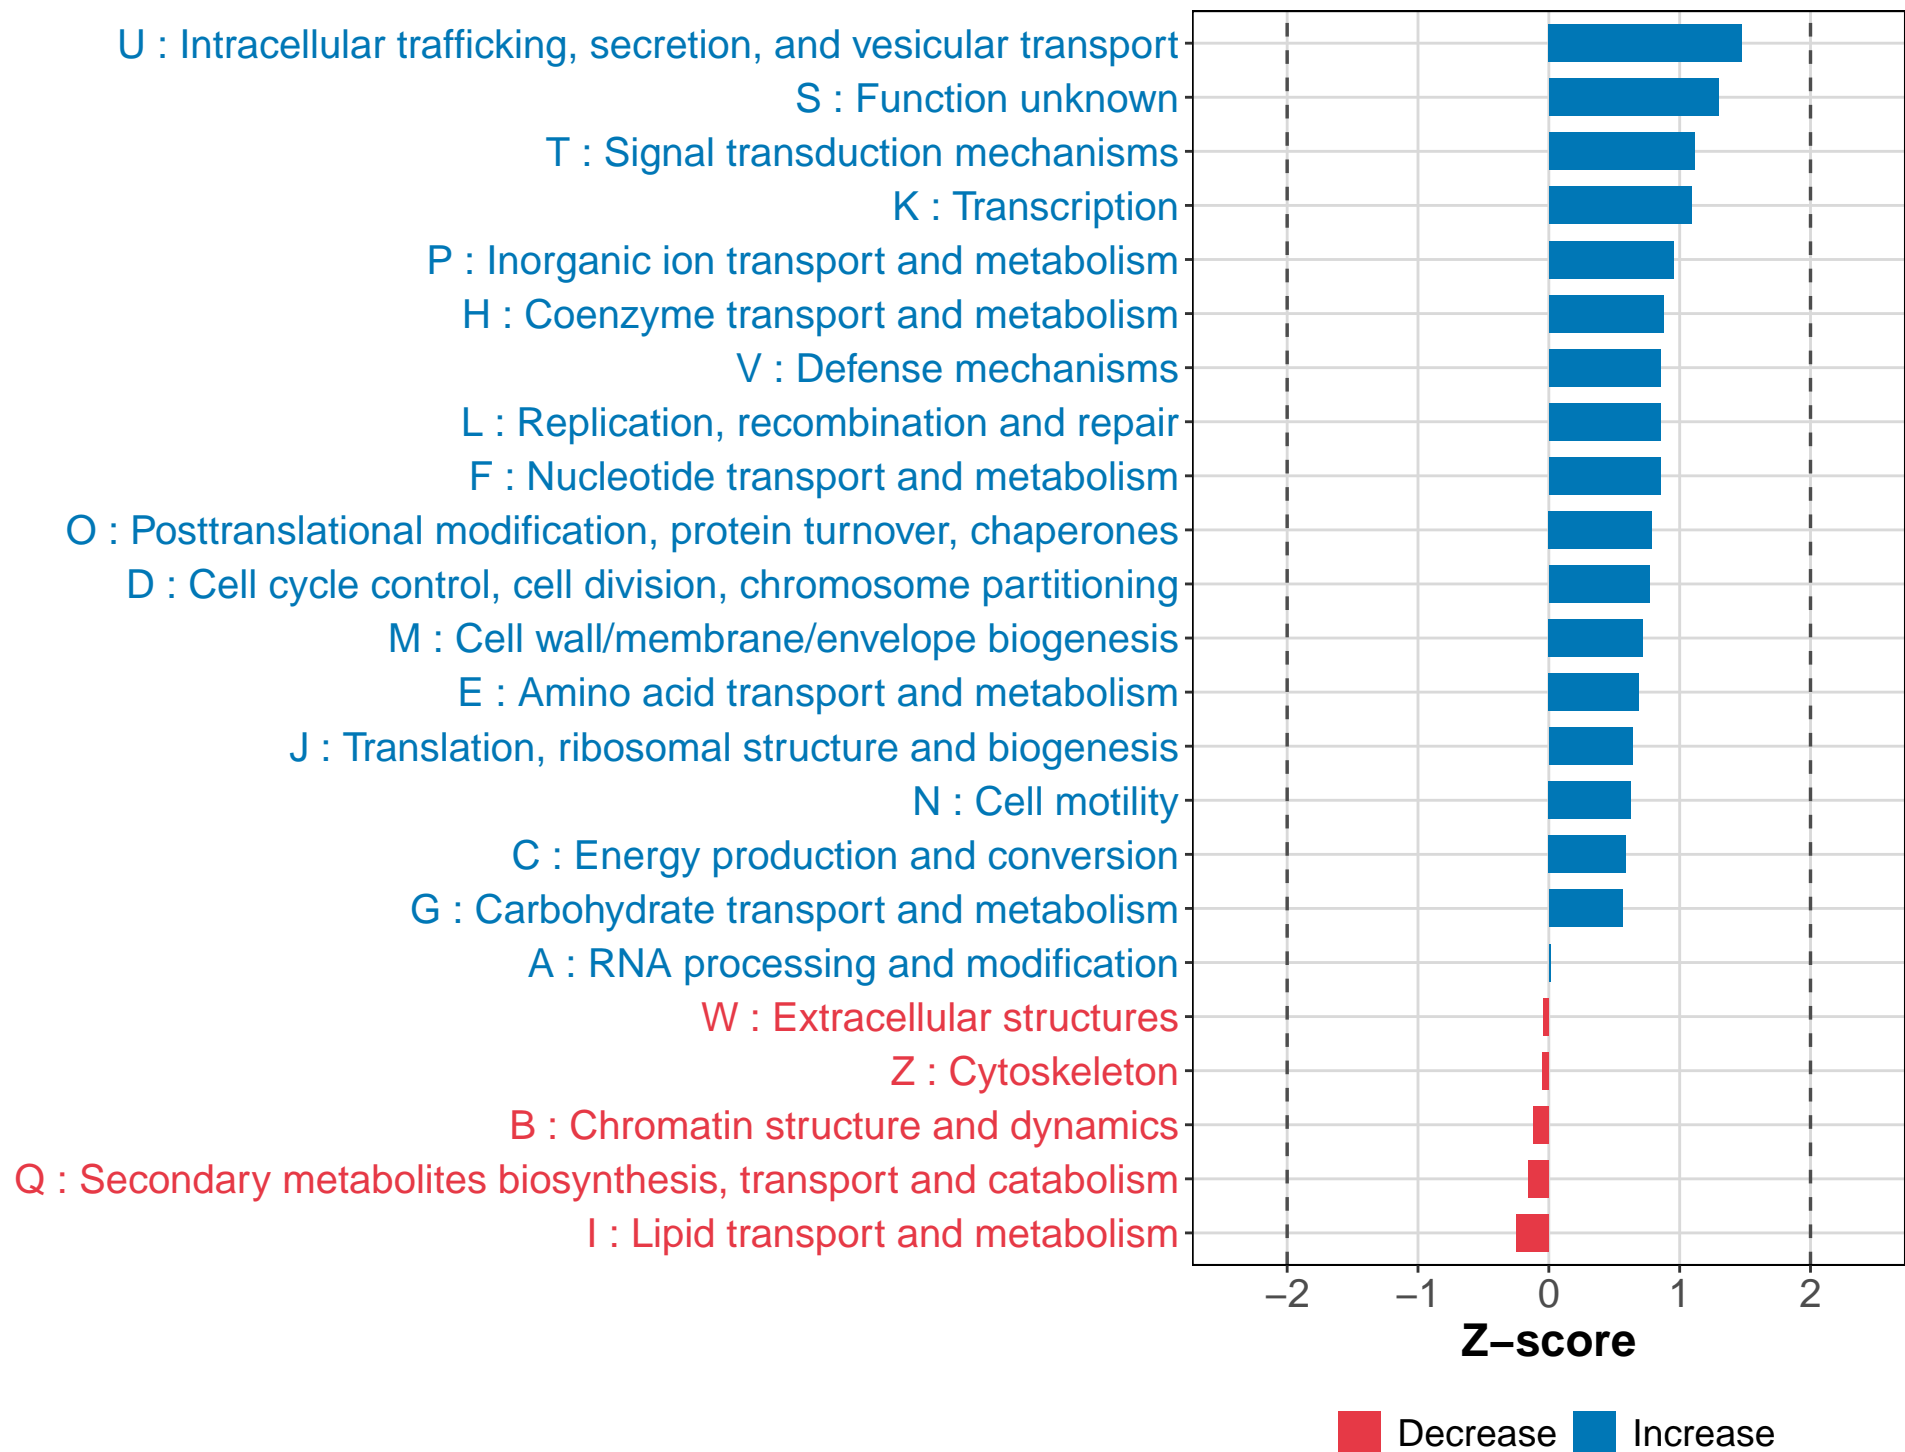 U : Intracellular trafficking, secretion, and vesicular transport
S : Function unknown
T : Signal transduction mechanisms
K : Transcription
P : Inorganic ion transport and metabolism
H : Coenzyme transport and metabolism
V : Defense mechanisms
L : Replication, recombination and repair
F : Nucleotide transport and metabolism
O : Posttranslational modification, protein turnover, chaperones
D : Cell cycle control, cell division, chromosome partitioning
M : Cell wall/membrane/envelope biogenesis
E : Amino acid transport and metabolism
J : Translation, ribosomal structure and biogenesis
N : Cell motility
C : Energy production and conversion
G : Carbohydrate transport and metabolism
A : RNA processing and modification
W : Extracellular structures
Z : Cytoskeleton
B : Chromatin structure and dynamics
Q : Secondary metabolites biosynthesis, transport and catabolism
I : Lipid transport and metabolism
−2 −1 0 1 2
Z−score
Decrease Increase